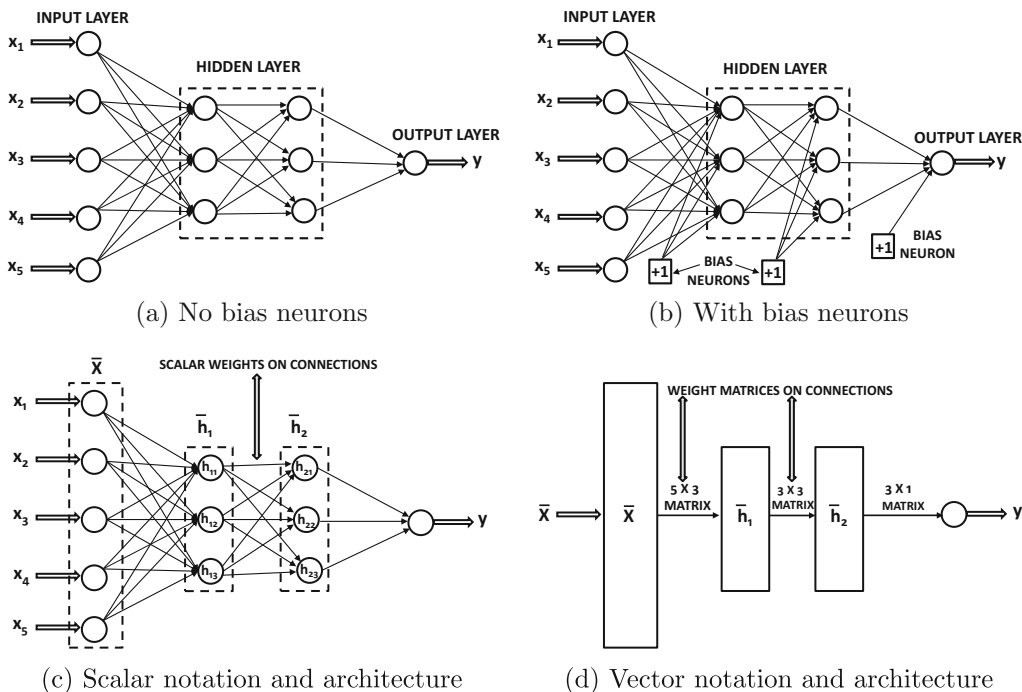 INPUT LAYER
x1
x2
x3
x4
x5
HIDDEN LAYER
OUTPUT LAYER
y
(a) No bias neurons
INPUT LAYER
x1
x2
x3
x4
x5
HIDDEN LAYER
OUTPUT LAYER
y
+1
BIAS
NEURONS
+1
+1
BIAS
NEURON
(b) With bias neurons
X̅
SCALAR WEIGHTS ON CONNECTIONS
x1
x2
x3
x4
x5
h̅1
h̅2
h11
h12
h13
h21
h22
h23
y
(c) Scalar notation and architecture
WEIGHT MATRICES ON CONNECTIONS
X̅
X̅
5 X 3
MATRIX
h̅1
3 X 3
MATRIX
h̅2
3 X 1
MATRIX
y
(d) Vector notation and architecture